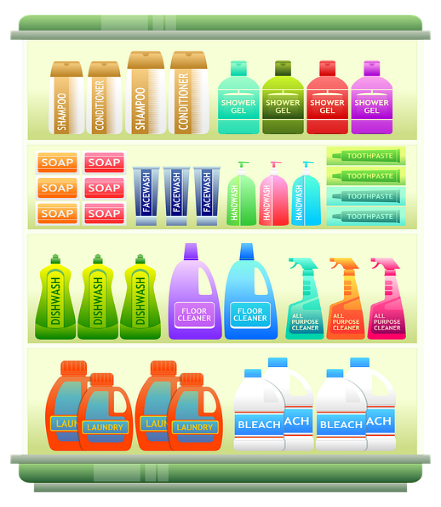 SHAMPOO
CONDITIONER
SHAMPOO
CONDITIONER
SHOWER
GEL
SHOWER
GEL
SHOWER
GEL
SHOWER
GEL
SOAP
SOAP
SOAP
SOAP
SOAP
SOAP
FACEWASH
FACEWASH
FACEWASH
HANDWASH
HANDWASH
HANDWASH
TOOTHPASTE
TOOTHPASTE
TOOTHPASTE
TOOTHPASTE
DISHWASH
DISHWASH
DISHWASH
FLOOR
CLEANER
FLOOR
CLEANER
ALL
PURPOSE
CLEANER
ALL
PURPOSE
CLEANER
ALL
PURPOSE
CLEANER
LAUN
LAUNDRY
LAU
LAUNDRY
BLEACH
ACH
BLEACH
ACH